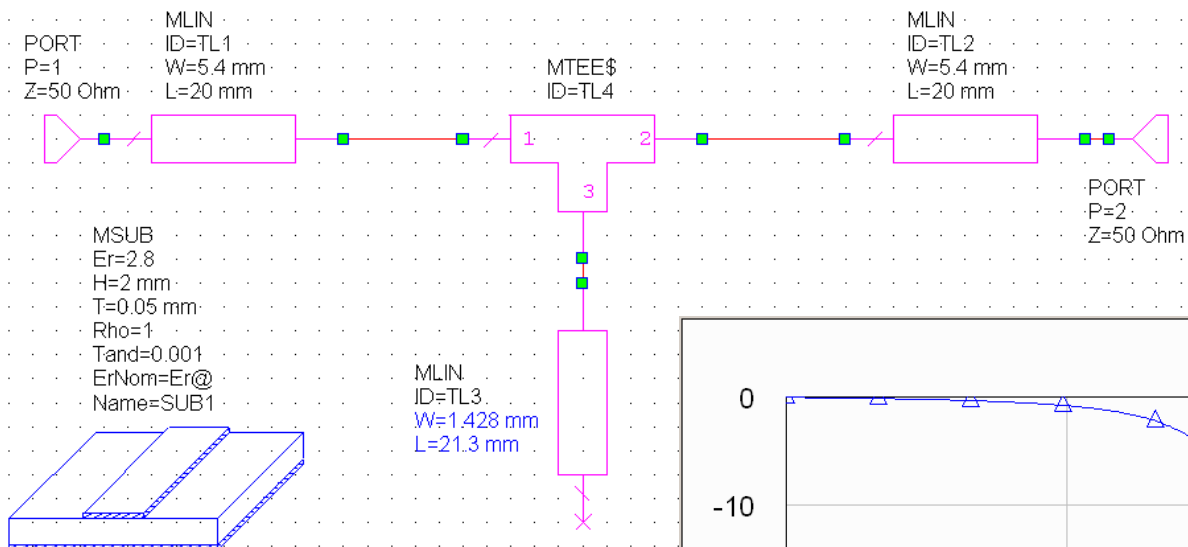 PORT
P=1
Z=50 Ohm
MLIN
ID=TL1
W=5.4 mm
L=20 mm
MTEE$
ID=TL4
1
2
3
MLIN
ID=TL2
W=5.4 mm
L=20 mm
PORT
P=2
Z=50 Ohm
MSUB
Er=2.8
H=2 mm
T=0.05 mm
Rho=1
Tand=0.001
ErNom=Er@
Name=SUB1
MLIN
ID=TL3
W=1.428 mm
L=21.3 mm
0
-10